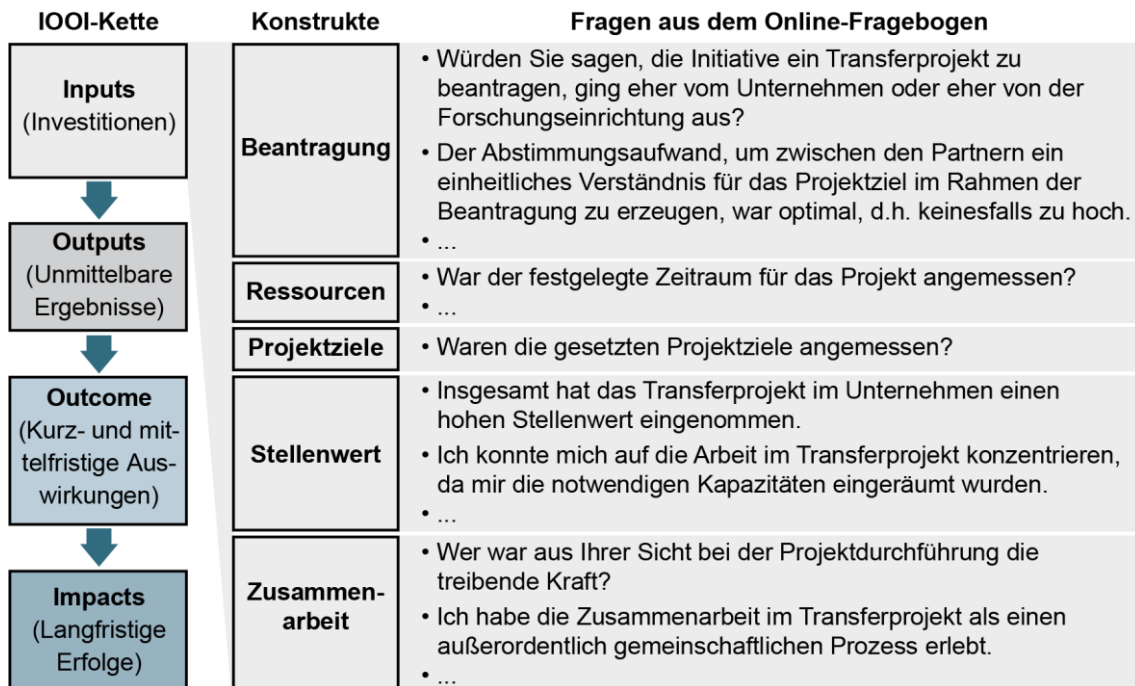 IOOI-Kette
Konstrukte
Fragen aus dem Online-Fragebogen
Inputs
(Investitionen)
Outputs
(Unmittelbare
Ergebnisse)
Outcome
(Kurz- und mit-
telfristige Aus-
wirkungen)
Impacts
(Langfristige
Erfolge)
Beantragung
• Würden Sie sagen, die Initiative ein Transferprojekt zu
beantragen, ging eher vom Unternehmen oder eher von der
Forschungseinrichtung aus?
• Der Abstimmungsaufwand, um zwischen den Partnern ein
einheitliches Verständnis für das Projektziel im Rahmen der
Beantragung zu erzeugen, war optimal, d.h. keinesfalls zu hoch.
• ...
Ressourcen
• War der festgelegte Zeitraum für das Projekt angemessen?
• ...
Projektziele
• Waren die gesetzten Projektziele angemessen?
Stellenwert
• Insgesamt hat das Transferprojekt im Unternehmen einen
hohen Stellenwert eingenommen.
• Ich konnte mich auf die Arbeit im Transferprojekt konzentrieren,
da mir die notwendigen Kapazitäten eingeräumt wurden.
• ...
Zusammen-
arbeit
• Wer war aus Ihrer Sicht bei der Projektdurchführung die
treibende Kraft?
• Ich habe die Zusammenarbeit im Transferprojekt als einen
außerordentlich gemeinschaftlichen Prozess erlebt.
• ...